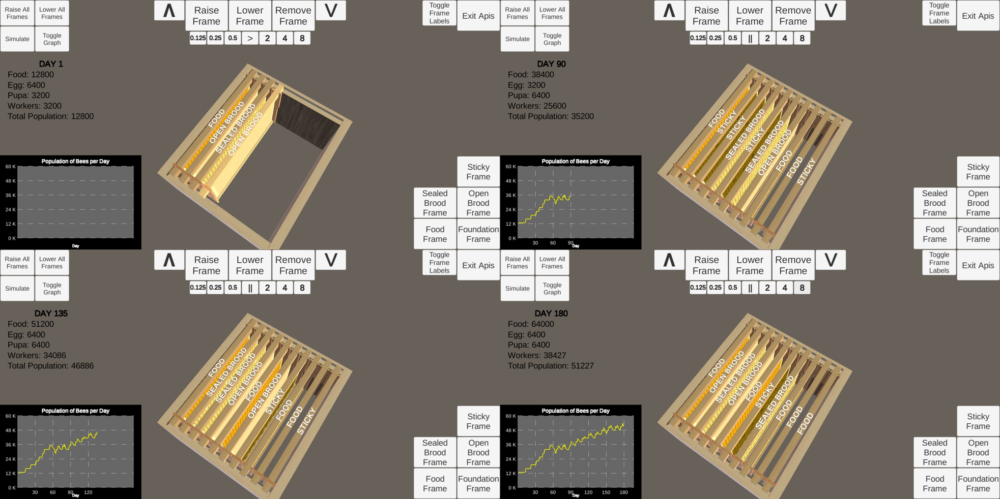 Raise All
Frames
Lower All
Frames
Simulate
Toggle
Graph
Λ
Raise
Frame
Lower
Frame
Remove
Frame
V
0.125 0.25 0.5 > 2 4 8
Toggle
Frame
Labels
Exit Apis
DAY 1
Food: 12800
Egg: 6400
Pupa: 3200
Workers: 3200
Total Population: 12800
FOOD
OPEN BROOD
SEALED BROOD
OPEN BROOD
Population of Bees per Day
60 K
48 K
36 K
24 K
12 K
0 K
Day
Sticky
Frame
Sealed
Brood
Frame
Open
Brood
Frame
Food
Frame
Foundation
Frame
Raise All
Frames
Lower All
Frames
Simulate
Toggle
Graph
Λ
Raise
Frame
Lower
Frame
Remove
Frame
V
0.125 0.25 0.5 || 2 4 8
Toggle
Frame
Labels
Exit Apis
DAY 90
Food: 38400
Egg: 3200
Pupa: 6400
Workers: 25600
Total Population: 35200
FOOD
STICKY
STICKY
SEALED BROOD
STICKY
SEALED BROOD
OPEN BROOD
FOOD
FOOD
STICKY
Population of Bees per Day
60 K
48 K
36 K
24 K
12 K
0 K
30 60 90
Day
Sticky
Frame
Sealed
Brood
Frame
Open
Brood
Frame
Food
Frame
Foundation
Frame
Raise All
Frames
Lower All
Frames
Simulate
Toggle
Graph
Λ
Raise
Frame
Lower
Frame
Remove
Frame
V
0.125 0.25 0.5 || 2 4 8
Toggle
Frame
Labels
Exit Apis
DAY 135
Food: 51200
Egg: 6400
Pupa: 6400
Workers: 34086
Total Population: 46886
FOOD
SEALED BROOD
SEALED BROOD
OPEN BROOD
FOOD
OPEN BROOD
STICKY
FOOD
FOOD
STICKY
Population of Bees per Day
60 K
48 K
36 K
24 K
12 K
0 K
30 60 90 120
Day
Sticky
Frame
Sealed
Brood
Frame
Open
Brood
Frame
Food
Frame
Foundation
Frame
Raise All
Frames
Lower All
Frames
Simulate
Toggle
Graph
Λ
Raise
Frame
Lower
Frame
Remove
Frame
V
0.125 0.25 0.5 || 2 4 8
Toggle
Frame
Labels
Exit Apis
DAY 180
Food: 64000
Egg: 6400
Pupa: 6400
Workers: 38427
Total Population: 51227
FOOD
OPEN BROOD
SEALED BROOD
OPEN BROOD
FOOD
STICKY
SEALED BROOD
FOOD
FOOD
FOOD
Population of Bees per Day
60 K
48 K
36 K
24 K
12 K
0 K
30 60 90 120 150 180
Day
Sticky
Frame
Sealed
Brood
Frame
Open
Brood
Frame
Food
Frame
Foundation
Frame